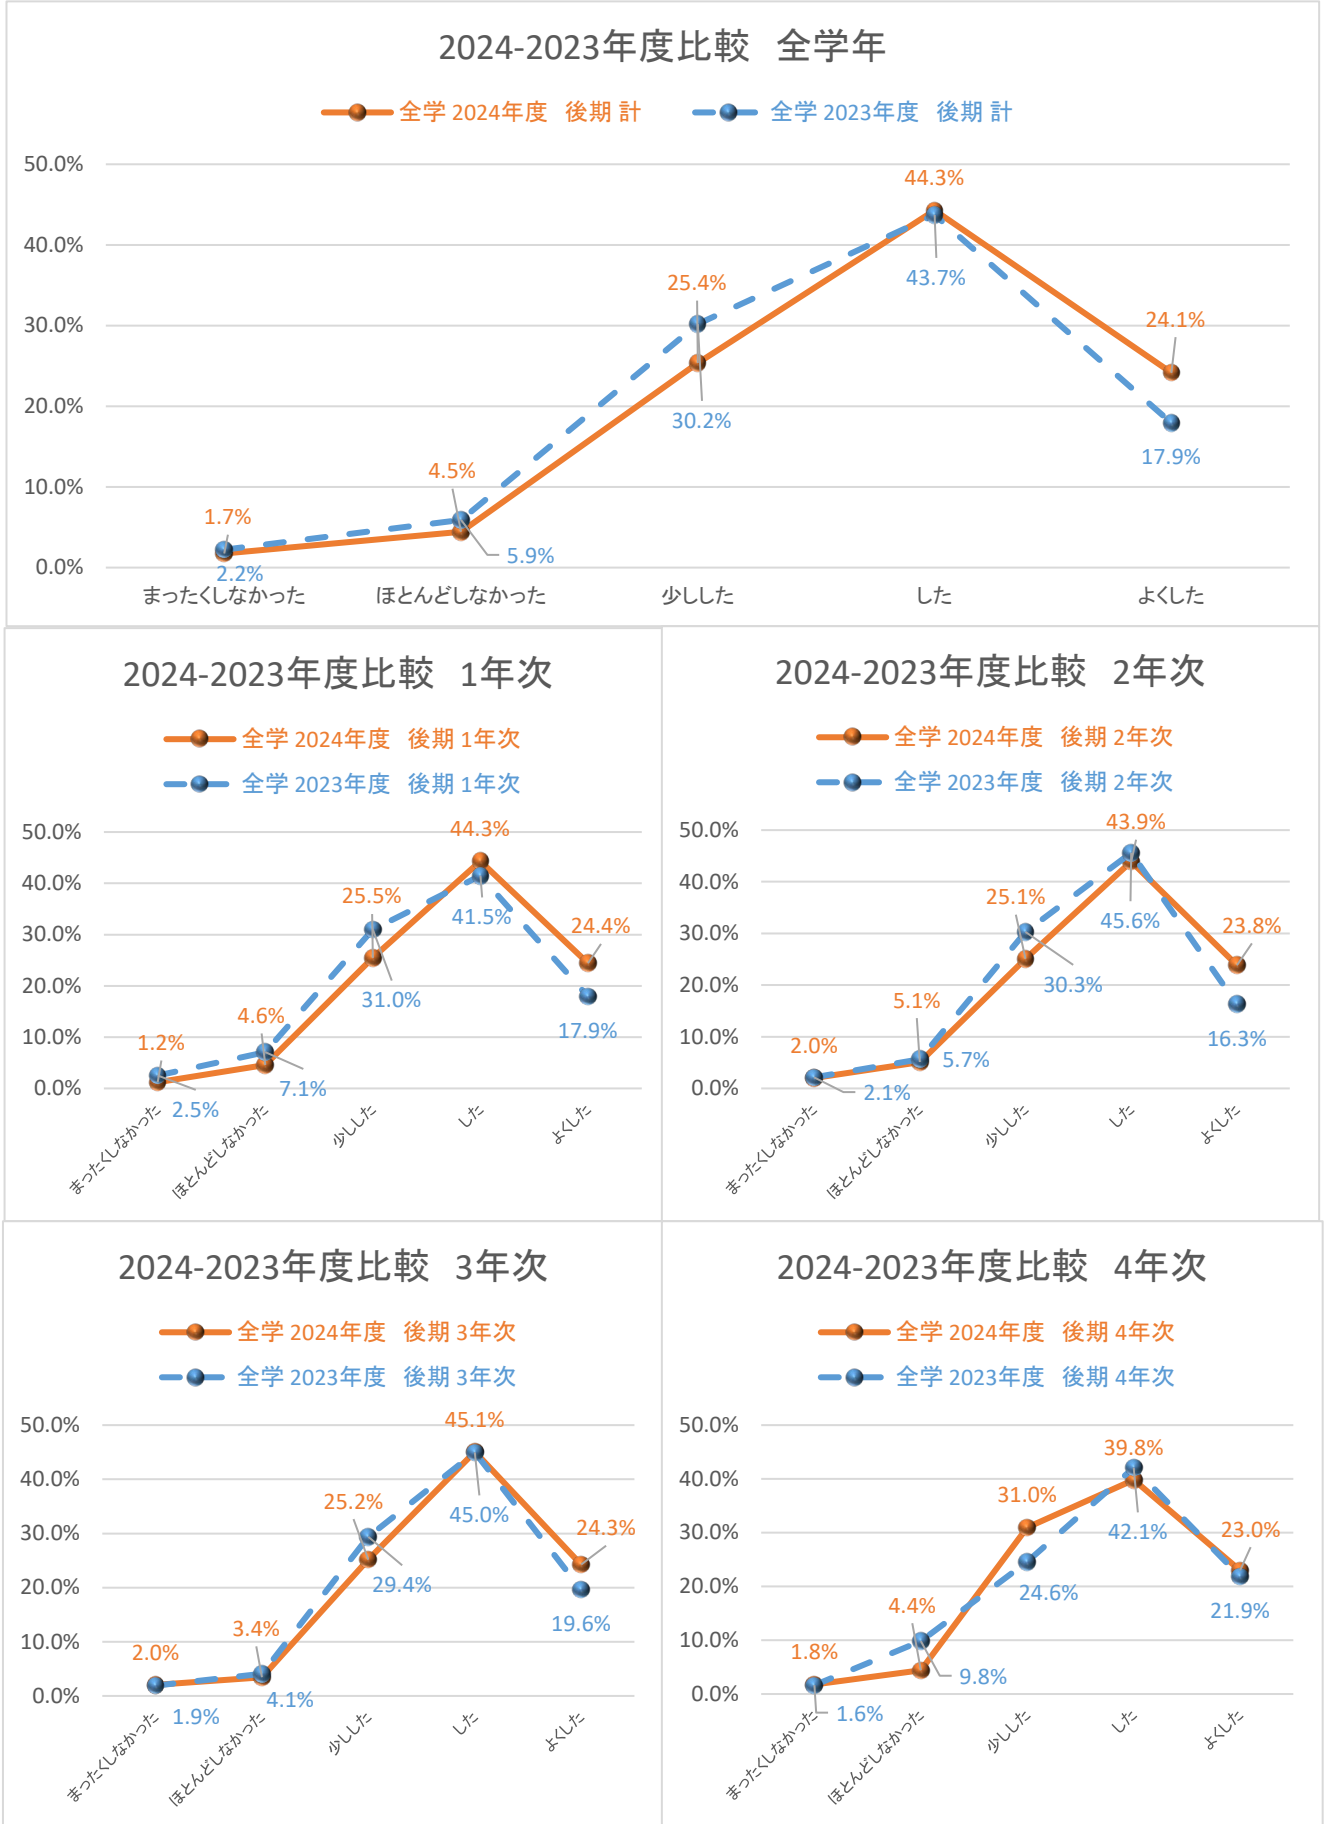 2024-2023年度比較　全学年
全学 2024年度　後期 計
全学 2023年度　後期 計
50.0%
40.0%
30.0%
20.0%
10.0%
0.0%
1.7%
4.5%
25.4%
44.3%
24.1%
2.2%
5.9%
30.2%
43.7%
17.9%
まったくしなかった
ほとんどしなかった
少しした
した
よくした
2024-2023年度比較　1年次
全学 2024年度　後期 1年次
全学 2023年度　後期 1年次
50.0%
40.0%
30.0%
20.0%
10.0%
0.0%
1.2%
4.6%
25.5%
44.3%
24.4%
2.5%
7.1%
31.0%
41.5%
17.9%
まったくしなかった
ほとんどしなかった
少しした
した
よくした
2024-2023年度比較　2年次
全学 2024年度　後期 2年次
全学 2023年度　後期 2年次
50.0%
40.0%
30.0%
20.0%
10.0%
0.0%
2.0%
5.1%
25.1%
43.9%
23.8%
2.1%
5.7%
30.3%
45.6%
16.3%
まったくしなかった
ほとんどしなかった
少しした
した
よくした
2024-2023年度比較　3年次
全学 2024年度　後期 3年次
全学 2023年度　後期 3年次
50.0%
40.0%
30.0%
20.0%
10.0%
0.0%
2.0%
3.4%
25.2%
45.1%
24.3%
1.9%
4.1%
29.4%
45.0%
19.6%
まったくしなかった
ほとんどしなかった
少しした
した
よくした
2024-2023年度比較　4年次
全学 2024年度　後期 4年次
全学 2023年度　後期 4年次
50.0%
40.0%
30.0%
20.0%
10.0%
0.0%
1.8%
4.4%
31.0%
39.8%
23.0%
1.6%
9.8%
24.6%
42.1%
21.9%
まったくしなかった
ほとんどしなかった
少しした
した
よくした